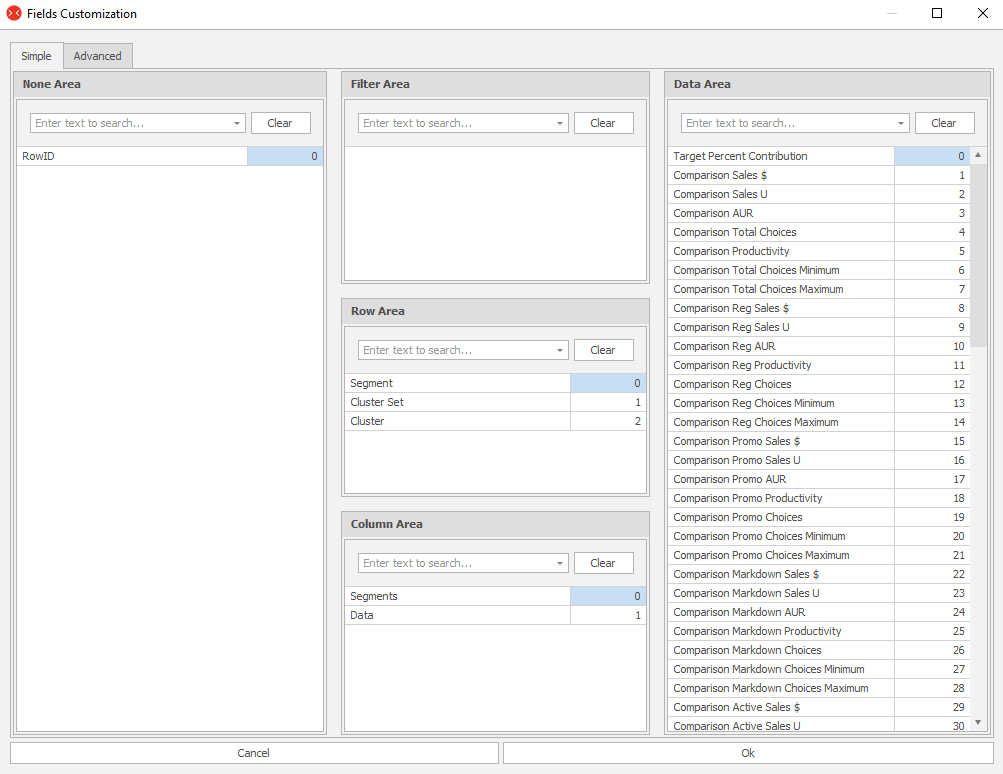 Fields Customization
Simple
Advanced
None Area
Enter text to search...
Clear
RowID 0
Filter Area
Enter text to search...
Clear
Row Area
Enter text to search...
Clear
Segment 0
Cluster Set 1
Cluster 2
Column Area
Enter text to search...
Clear
Segments 0
Data 1
Data Area
Enter text to search...
Clear
Target Percent Contribution 0
Comparison Sales $ 1
Comparison Sales U 2
Comparison AUR 3
Comparison Total Choices 4
Comparison Productivity 5
Comparison Total Choices Minimum 6
Comparison Total Choices Maximum 7
Comparison Reg Sales $ 8
Comparison Reg Sales U 9
Comparison Reg AUR 10
Comparison Reg Productivity 11
Comparison Reg Choices 12
Comparison Reg Choices Minimum 13
Comparison Reg Choices Maximum 14
Comparison Promo Sales $ 15
Comparison Promo Sales U 16
Comparison Promo AUR 17
Comparison Promo Productivity 18
Comparison Promo Choices 19
Comparison Promo Choices Minimum 20
Comparison Promo Choices Maximum 21
Comparison Markdown Sales $ 22
Comparison Markdown Sales U 23
Comparison Markdown AUR 24
Comparison Markdown Productivity 25
Comparison Markdown Choices 26
Comparison Markdown Choices Minimum 27
Comparison Markdown Choices Maximum 28
Comparison Active Sales $ 29
Comparison Active Sales U 30
Cancel
Ok